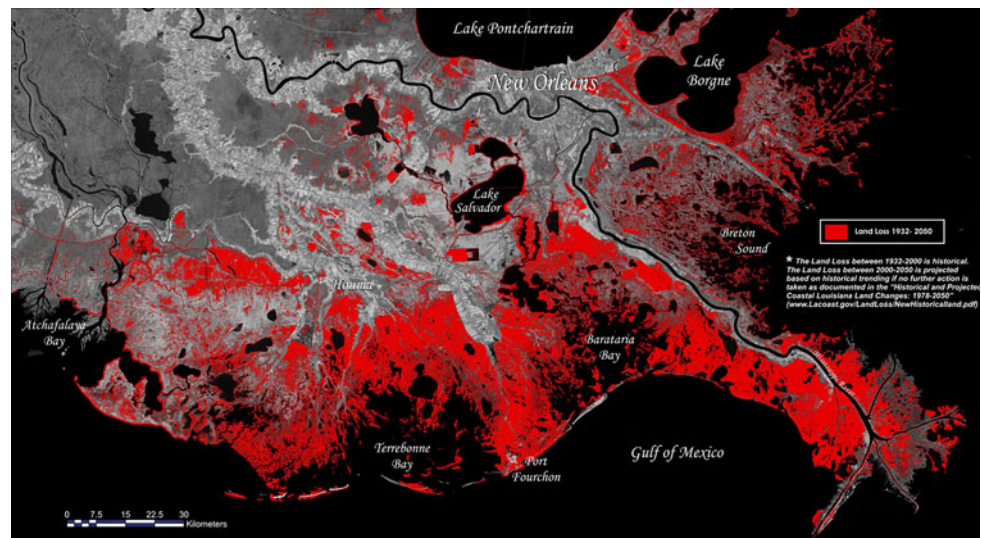 Lake Pontchartrain
New Orleans
Lake
Borgne
Lake
Salvador
Breton
Sound
Land Loss 1932- 2050
* The Land Loss between 1932-2000 is historical.
The Land Loss between 2000-2050 is projected
based on historical trending if no further action is
taken as documented in the "Historical and Projected
Coastal Louisiana Land Changes: 1978-2050"
(www.Lacoast.gov/LandLoss/NewHistoricalland.pdf)
Houma
Atchafalaya
Bay
Barataria
Bay
Terrebonne
Bay
Port
Fourchon
Gulf of Mexico
0 7.5 15 22.5 30
Kilometers